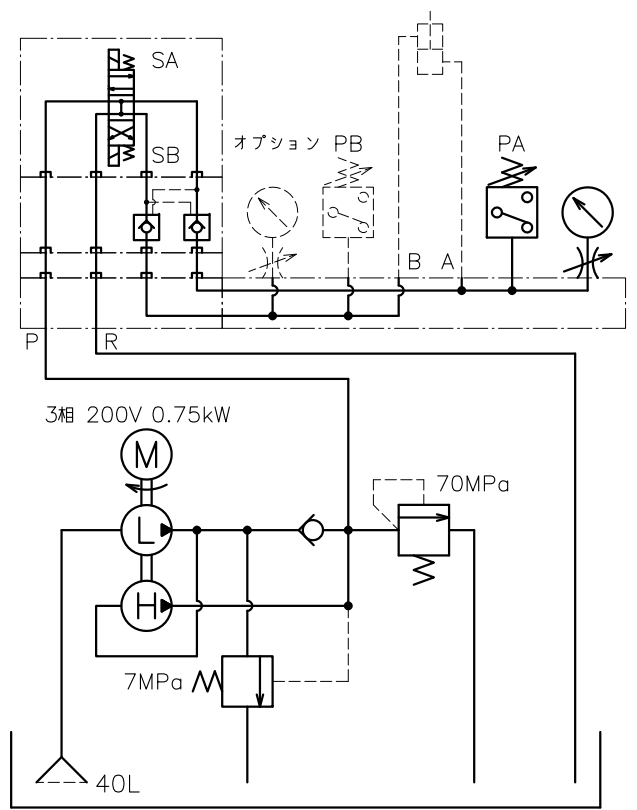 SA
SB
オプション PB
PA
B A
P R
3相 200V 0.75kW
M
70MPa
L
H
7MPa
40L